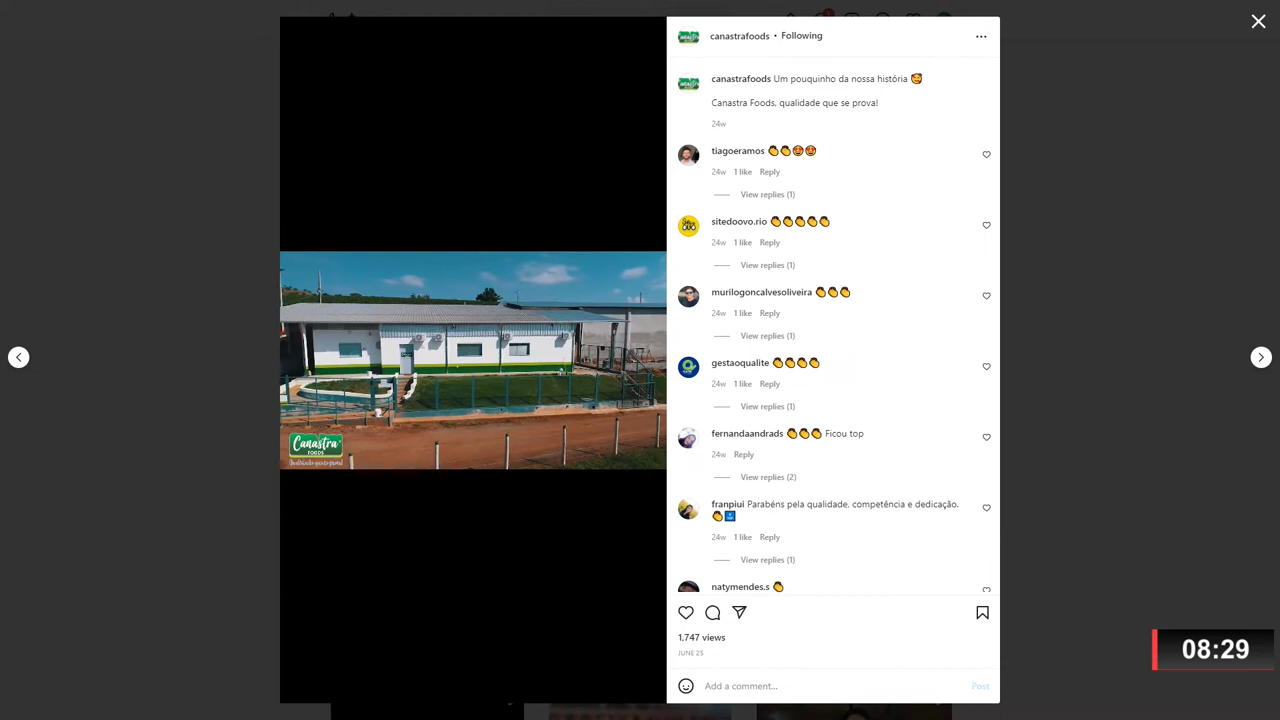 canastrafoods • Following
canastrafoods Um pouquinho da nossa história 🥰
Canastra Foods, qualidade que se prova!
24w
tiagoeramos 👏👏😍😍
24w 1 like Reply
View replies (1)
sitedoovo.rio 👏👏👏👏👏
24w 1 like Reply
View replies (1)
murilogoncalvesoliveira 👏👏👏
24w 1 like Reply
View replies (1)
gestaoqualite 👏👏👏👏
24w 1 like Reply
View replies (1)
fernandaandrads 👏👏👏 Ficou top
24w Reply
View replies (2)
franpiui Parabéns pela qualidade, competência e dedicação.
👏🔝
24w 1 like Reply
View replies (1)
natymendes.s 👏
1,747 views
JUNE 25
Add a comment... Post
Canastra
FOODS
08:29